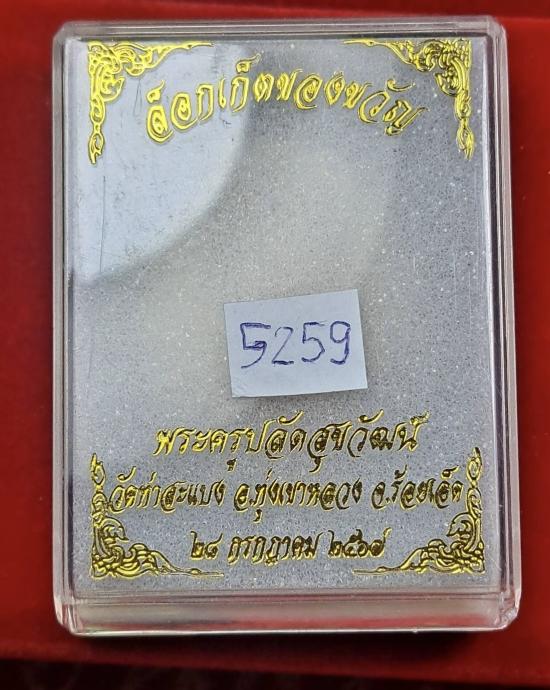 ล็อกเก็ตของขวัญ
5259
พระครูปลัดสุขวัฒน์
วัดท่าสะแบง อ.ทุ่งเขาหลวง จ.ร้อยเอ็ด
๒๘ กรกฎาคม ๒๕๖๗